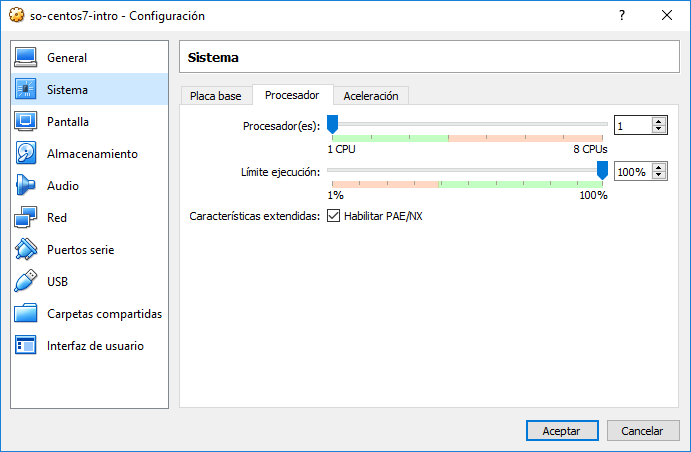 so-centos7-intro - Configuración
?
General
Sistema
Pantalla
Almacenamiento
Audio
Red
Puertos serie
USB
Carpetas compartidas
Interfaz de usuario
Sistema
Placa base Procesador Aceleración
Procesador(es): 1
1 CPU 8 CPUs
Límite ejecución: 100%
1% 100%
Características extendidas: Habilitar PAE/NX
Aceptar Cancelar